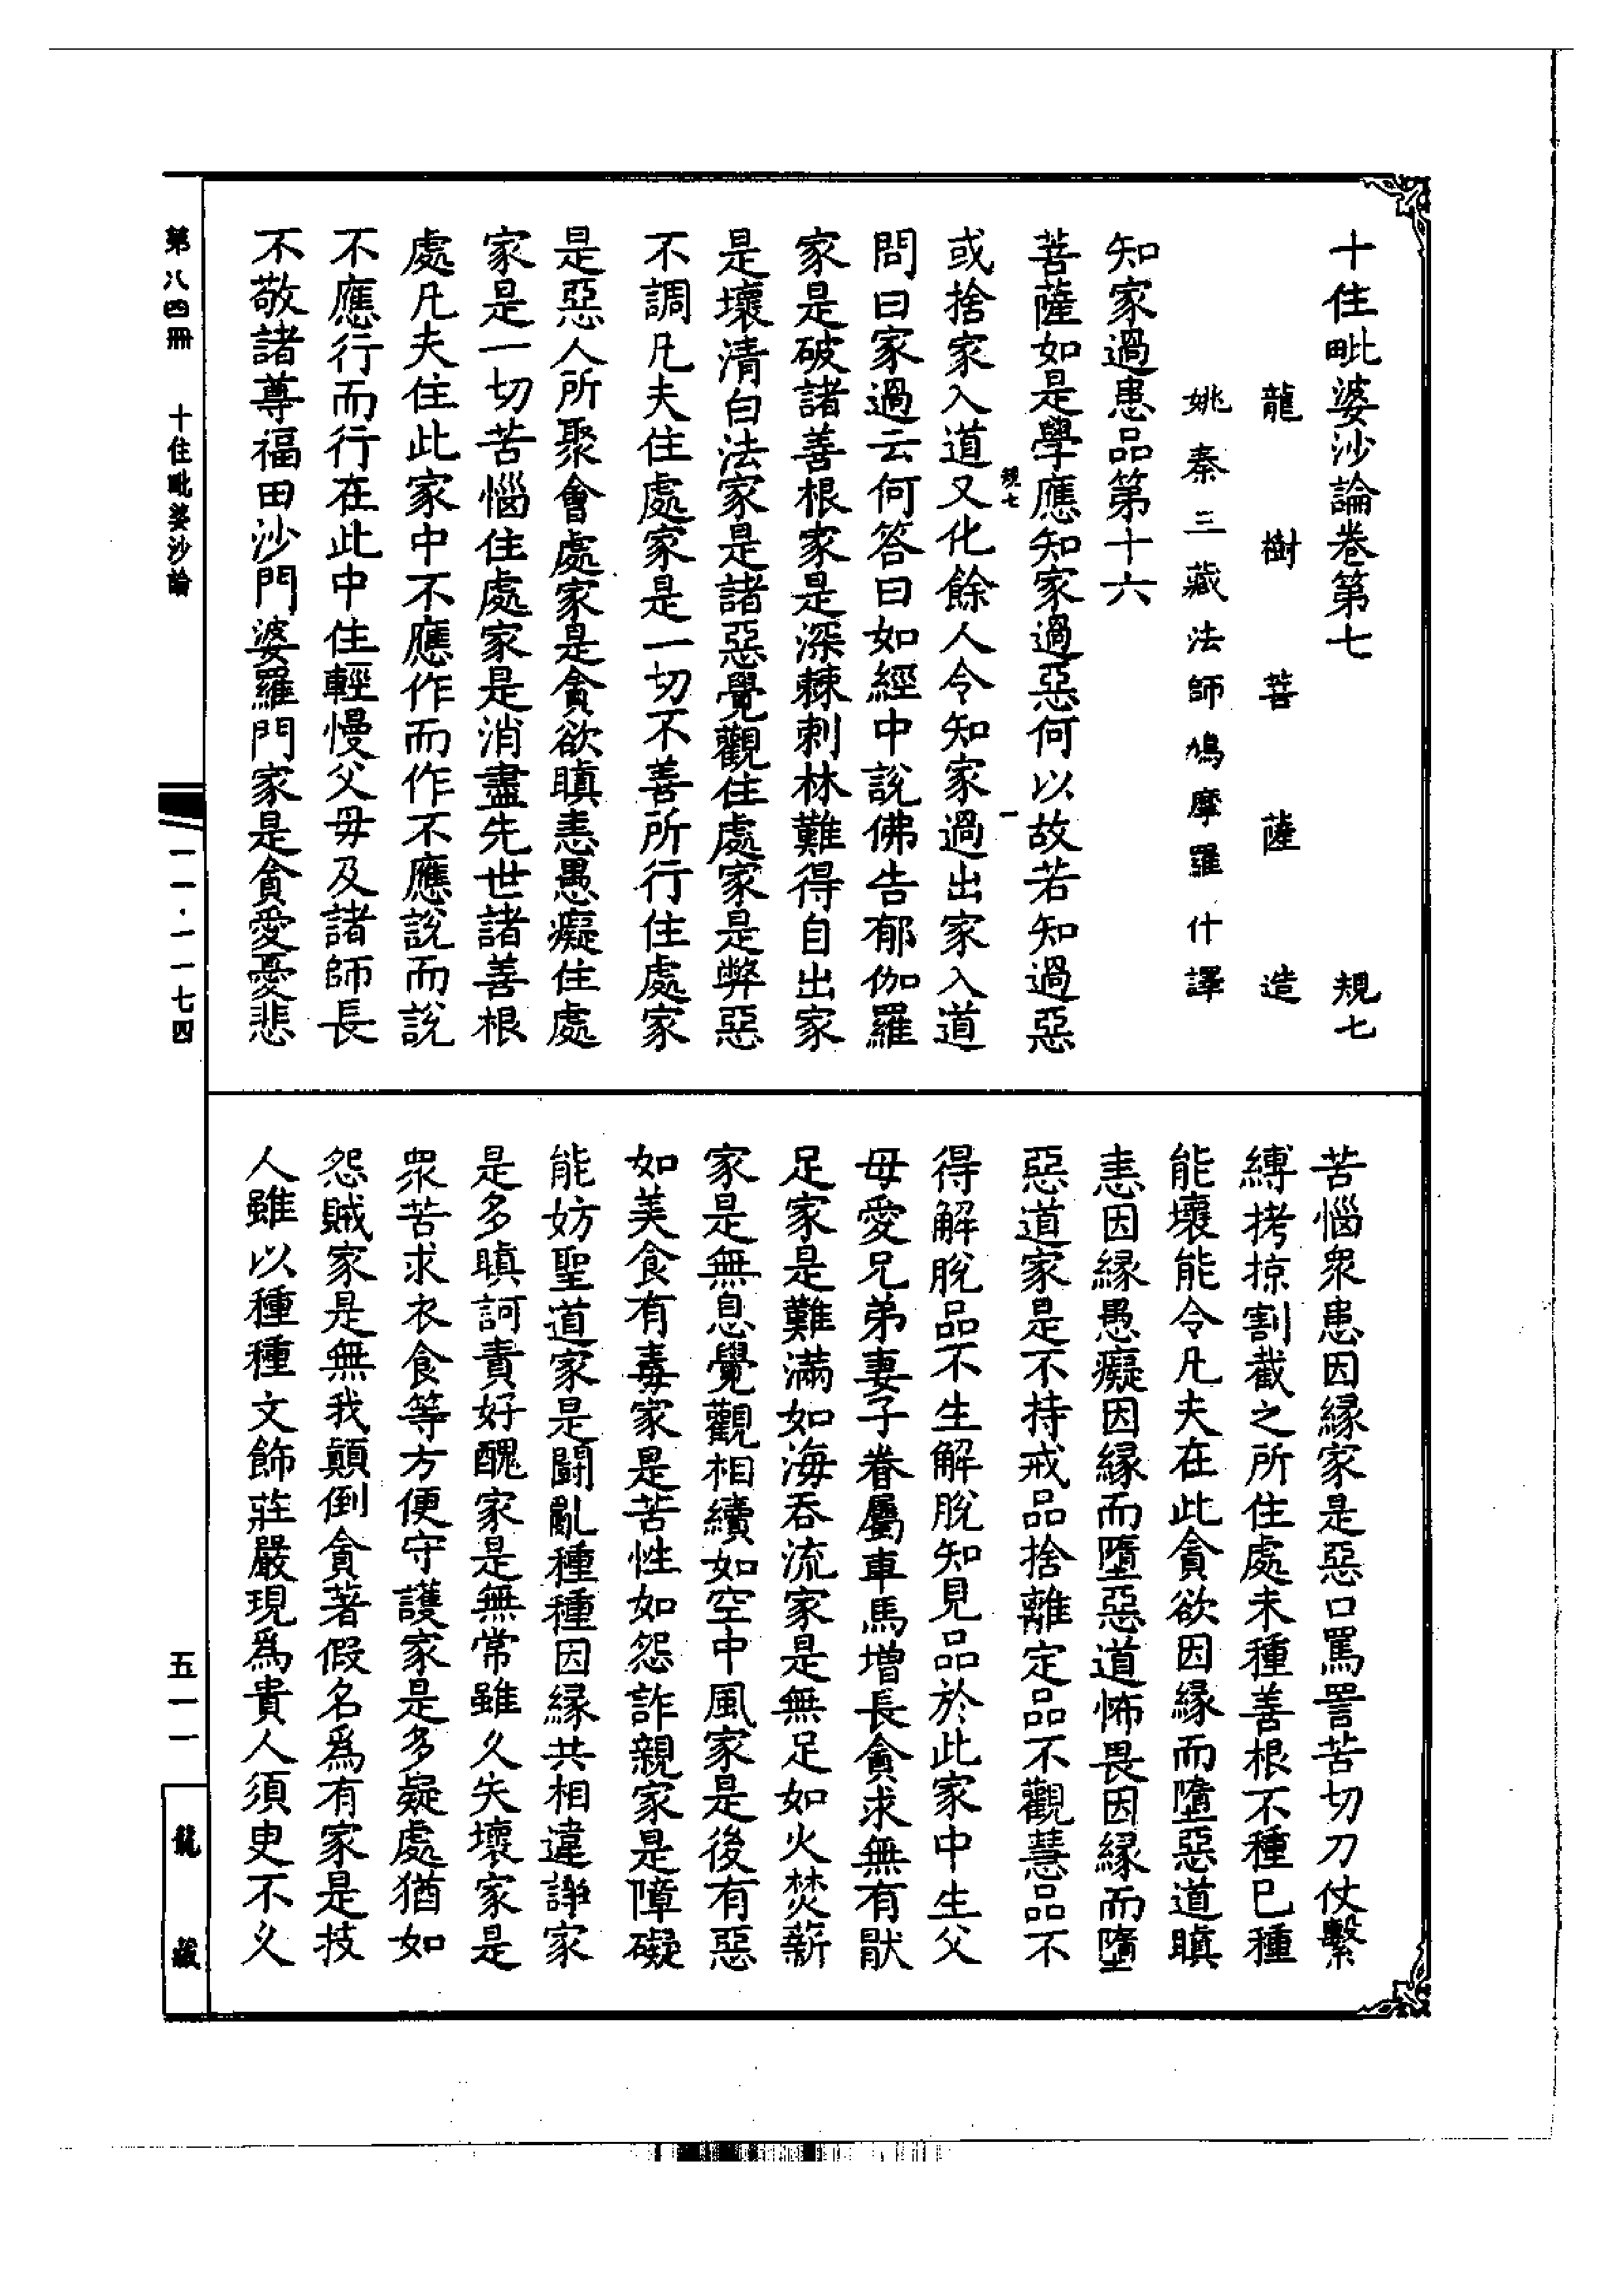 十住毗婆沙論卷第七 規七
龍樹菩薩造
姚秦三藏法師鳩摩羅什譯
知家過患品第十六
菩薩如是學應知家過惡何以故若知過惡
規七 一
或捨家入道又化餘人令知家過出家入道
問曰家過云何答曰如經中說佛告郁伽羅
家是破諸善根家是深棘刺林難得自出家
是壞清白法家是諸惡覺觀住處家是弊惡
不調凡夫住處家是一切不善所行住處家
是惡人所聚會處家是貪欲瞋恚愚癡住處
家是一切苦惱住處家是消盡先世諸善根
處凡夫住此家中不應作而作不應說而說
不應行而行在此中住輕慢父母及諸師長
不敬諸尊福田沙門婆羅門家是貪愛憂悲
苦惱衆患因緣家是惡口罵詈苦切刀仗繫
縛拷掠割截之所住處未種善根不種已種
能壞能令凡夫在此貪欲因緣而墮惡道瞋
恚因緣愚癡因緣而墮惡道怖畏因緣而墮
惡道家是不持戒品捨離定品不觀慧品不
得解脫品不生解脫知見品於此家中生父
母愛兄弟妻子眷屬車馬增長貪求無有猒
足家是難滿如海吞流家是無足如火焚薪
家是無息覺觀相續如空中風家是後有惡
如美食有毒家是苦性如怨詐親家是障礙
能妨聖道家是鬪亂種種因緣共相違諍家
是多瞋訶責好醜家是無常雖久失壞家是
衆苦求衣食等方便守護家是多疑處猶如
怨賊家是無我顛倒貪著假名爲有家是技
人雖以種種文飾莊嚴現爲貴人須臾不久
第八四冊 十住毗婆沙論
一一·一一七四
五一一
龍藏